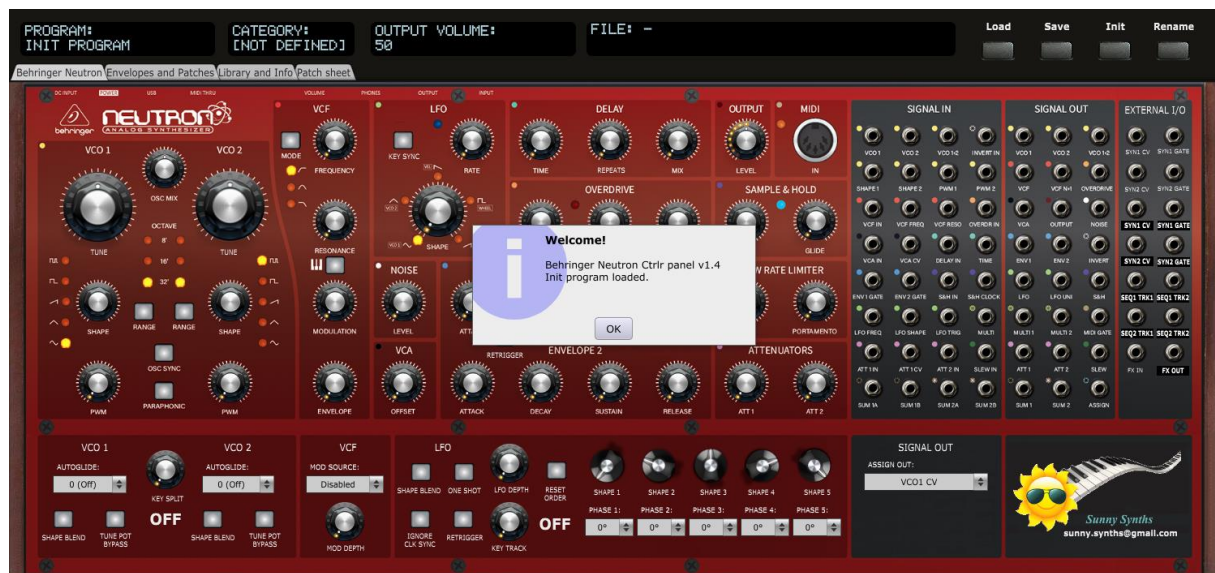 PROGRAM:
INIT PROGRAM
CATEGORY:
[NOT DEFINED]
OUTPUT VOLUME:
50
FILE: -
Load Save Init Rename
Behringer Neutron Envelopes and Patches Library and Info Patch sheet
DC INPUT POWER USB MIDI THRU VOLUME PHONES OUTPUT INPUT
behringer
NEUTRON
ANALOG SYNTHESIZER
VCO 1 VCO 2
OSC MIX
TUNE TUNE
OCTAVE
8'
16'
32'
SHAPE RANGE RANGE SHAPE
OSC SYNC
PWM PARAPHONIC PWM
VCF
MODE FREQUENCY
RESONANCE
MODULATION
ENVELOPE
LFO
KEY SYNC RATE
SHAPE
NOISE
LEVEL
VCA
OFFSET
DELAY
TIME REPEATS MIX
OVERDRIVE
OUTPUT
LEVEL
MIDI
IN
SAMPLE & HOLD
GLIDE
RATE LIMITER
PORTAMENTO
RETRIGGER ENVELOPE 2
ATTACK DECAY SUSTAIN RELEASE
ATTENUATORS
ATT 1 ATT 2
Welcome!
Behringer Neutron Ctrlr panel v1.4
Init program loaded.
OK
SIGNAL IN
VCO 1 VCO 2 VCO 1+2 INVERT IN
SHAPE 1 SHAPE 2 PWM 1 PWM 2
VCF IN VCF FREQ VCF RESO OVERDR IN
VCA IN VCA CV DELAY IN TIME
ENV1 GATE ENV2 GATE S&H IN S&H CLOCK
LFO FREQ LFO SHAPE LFO TRIG MULTI
ATT 1 IN ATT 1 CV ATT 2 IN SLEW IN
SUM 1A SUM 1B SUM 2A SUM 2B
SIGNAL OUT
VCO 1 VCO 2 VCO 1+2
VCF VCF N•1 OVERDRIVE
VCA OUTPUT NOISE
ENV 1 ENV 2 INVERT
LFO LFO UNI S&H
MULTI 1 MULTI 2 MIDI GATE
ATT 1 ATT 2 SLEW
SUM 1 SUM 2 ASSIGN
EXTERNAL I/O
SYN1 CV SYN1 GATE
SYN2 CV SYN2 GATE
SYN1 CV SYN1 GATE
SYN2 CV SYN2 GATE
SEQ1 TRK1 SEQ1 TRK2
SEQ2 TRK1 SEQ2 TRK2
FX IN FX OUT
VCO 1 VCO 2
AUTOGLIDE: AUTOGLIDE:
0 (Off) 0 (Off)
KEY SPLIT
OFF
SHAPE BLEND TUNE POT BYPASS SHAPE BLEND TUNE POT BYPASS
VCF
MOD SOURCE:
Disabled
MOD DEPTH
LFO
SHAPE BLEND ONE SHOT LFO DEPTH RESET ORDER
IGNORE CLK SYNC RETRIGGER KEY TRACK
OFF
SHAPE 1 SHAPE 2 SHAPE 3 SHAPE 4 SHAPE 5
PHASE 1: PHASE 2: PHASE 3: PHASE 4: PHASE 5:
0° 0° 0° 0° 0°
SIGNAL OUT
ASSIGN OUT:
VCO1 CV
Sunny Synths
sunny.synths@gmail.com